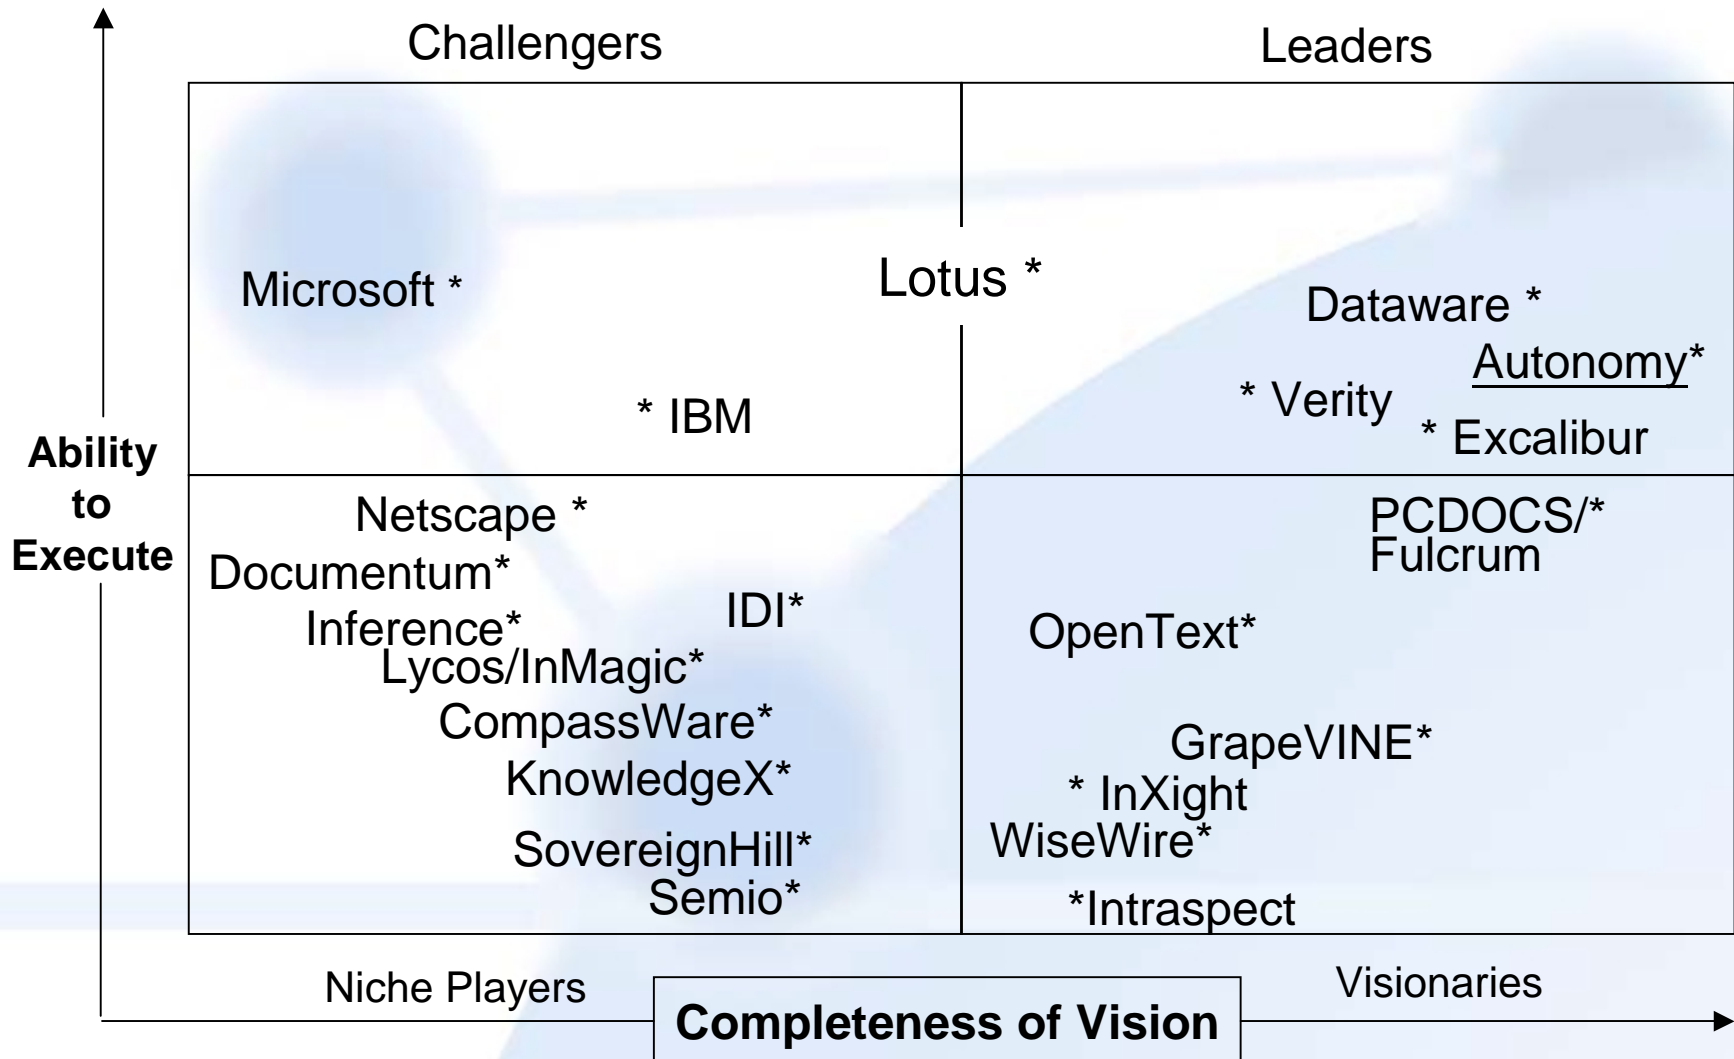 Challengers
Leaders
Microsoft *
Lotus *
Dataware *
Autonomy*
* Verity
* IBM
* Excalibur
Ability
to
Execute
Netscape *
PCDOCS/*
Fulcrum
Documentum*
IDI*
Inference*
OpenText*
Lycos/InMagic*
CompassWare*
GrapeVINE*
KnowledgeX*
* InXight
SovereignHill*
WiseWire*
Semio*
*Intraspect
Niche Players
Visionaries
Completeness of Vision